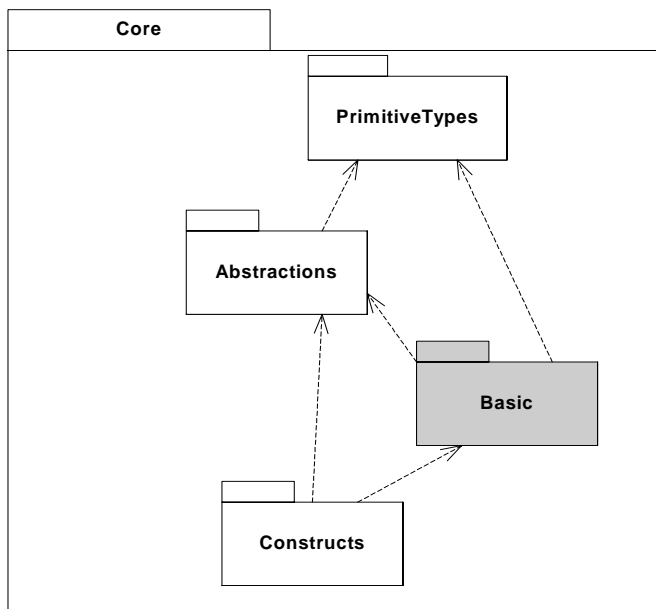 Core
PrimitiveTypes
Abstractions
Basic
Constructs